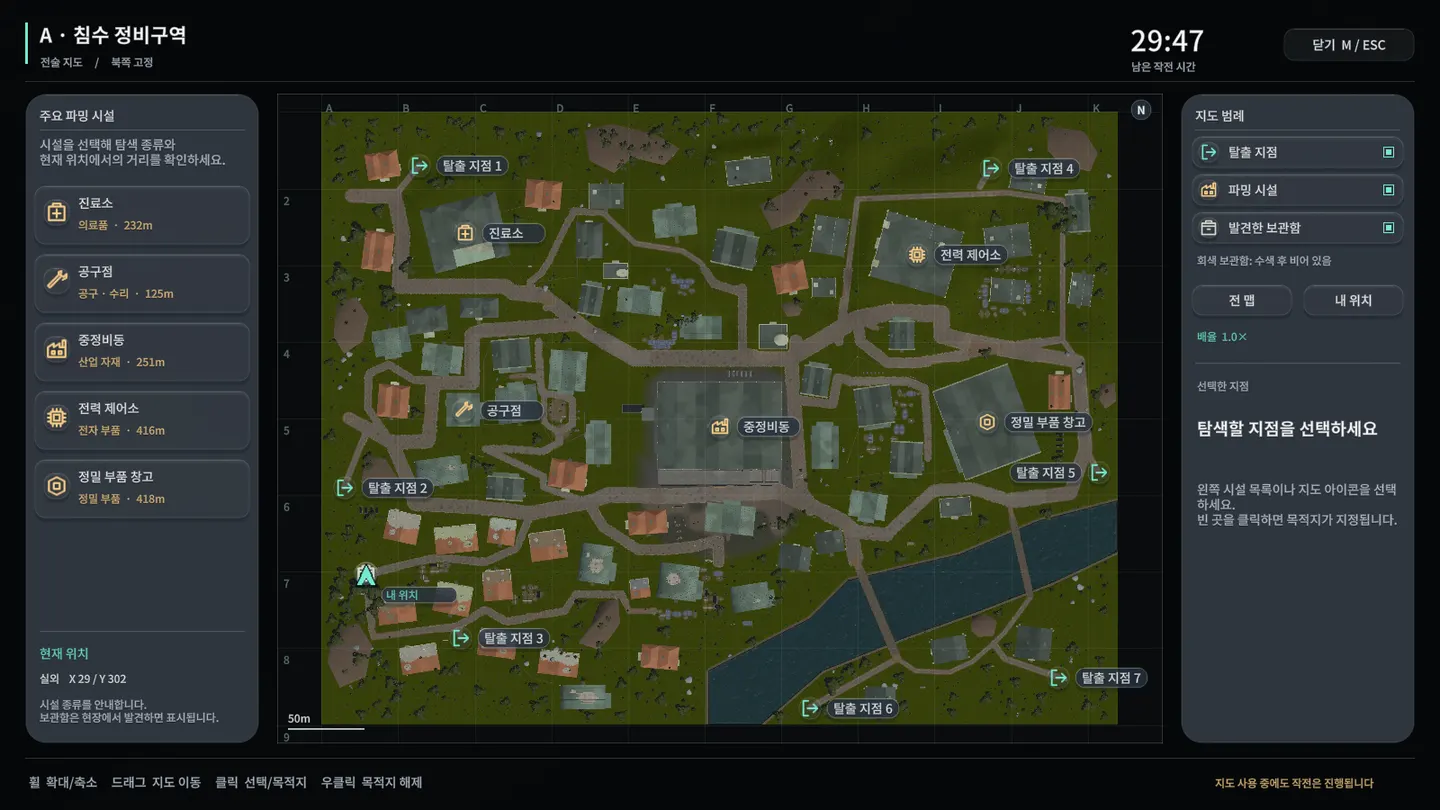 A · 침수 정비구역
전술 지도 / 북쪽 고정
29:47
남은 작전 시간
닫기 M / ESC
주요 파밍 시설
시설을 선택해 탐색 종류와
현재 위치에서의 거리를 확인하세요.
진료소
의료품 · 232m
공구점
공구 · 수리 · 125m
중정비동
산업 자재 · 251m
전력 제어소
전자 부품 · 416m
정밀 부품 창고
정밀 부품 · 418m
현재 위치
실외 X 29 / Y 302
시설 종류를 안내합니다.
보관함은 현장에서 발견하면 표시됩니다.
A B C D E F G H I J K
N
2
3
4
5
6
7
8
9
탈출 지점 1
탈출 지점 4
진료소
전력 제어소
공구점
중정비동
정밀 부품 창고
탈출 지점 5
탈출 지점 2
내 위치
탈출 지점 3
탈출 지점 7
탈출 지점 6
50m
지도 범례
탈출 지점
파밍 시설
발견한 보관함
회색 보관함: 수색 후 비어 있음
전 맵
내 위치
배율 1.0×
선택한 지점
탐색할 지점을 선택하세요
왼쪽 시설 목록이나 지도 아이콘을 선택
하세요.
빈 곳을 클릭하면 목적지가 지정됩니다.
휠 확대/축소 드래그 지도 이동 클릭 선택/목적지 우클릭 목적지 해제
지도 사용 중에도 작전은 진행됩니다